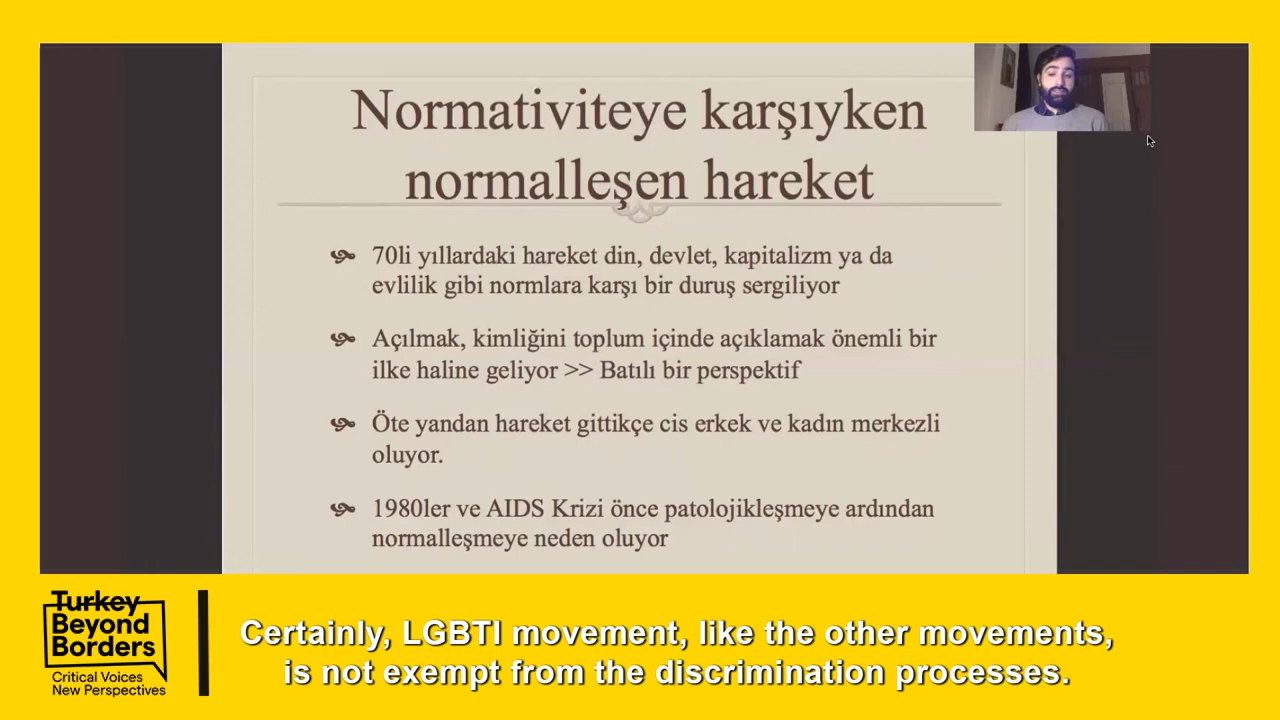 Normativiteye karşıyken
normalleşen hareket
70li yıllardaki hareket din, devlet, kapitalizm ya da
evlilik gibi normlara karşı bir duruş sergiliyor
Açılmak, kimliğini toplum içinde açıklamak önemli bir
ilke haline geliyor >> Batılı bir perspektif
Öte yandan hareket gittikçe cis erkek ve kadın merkezli
oluyor.
1980ler ve AIDS Krizi önce patolojikleşmeye ardından
normalleşmeye neden oluyor
Turkey
Beyond
Borders
Critical Voices
New Perspectives
Certainly, LGBTI movement, like the other movements,
is not exempt from the discrimination processes.